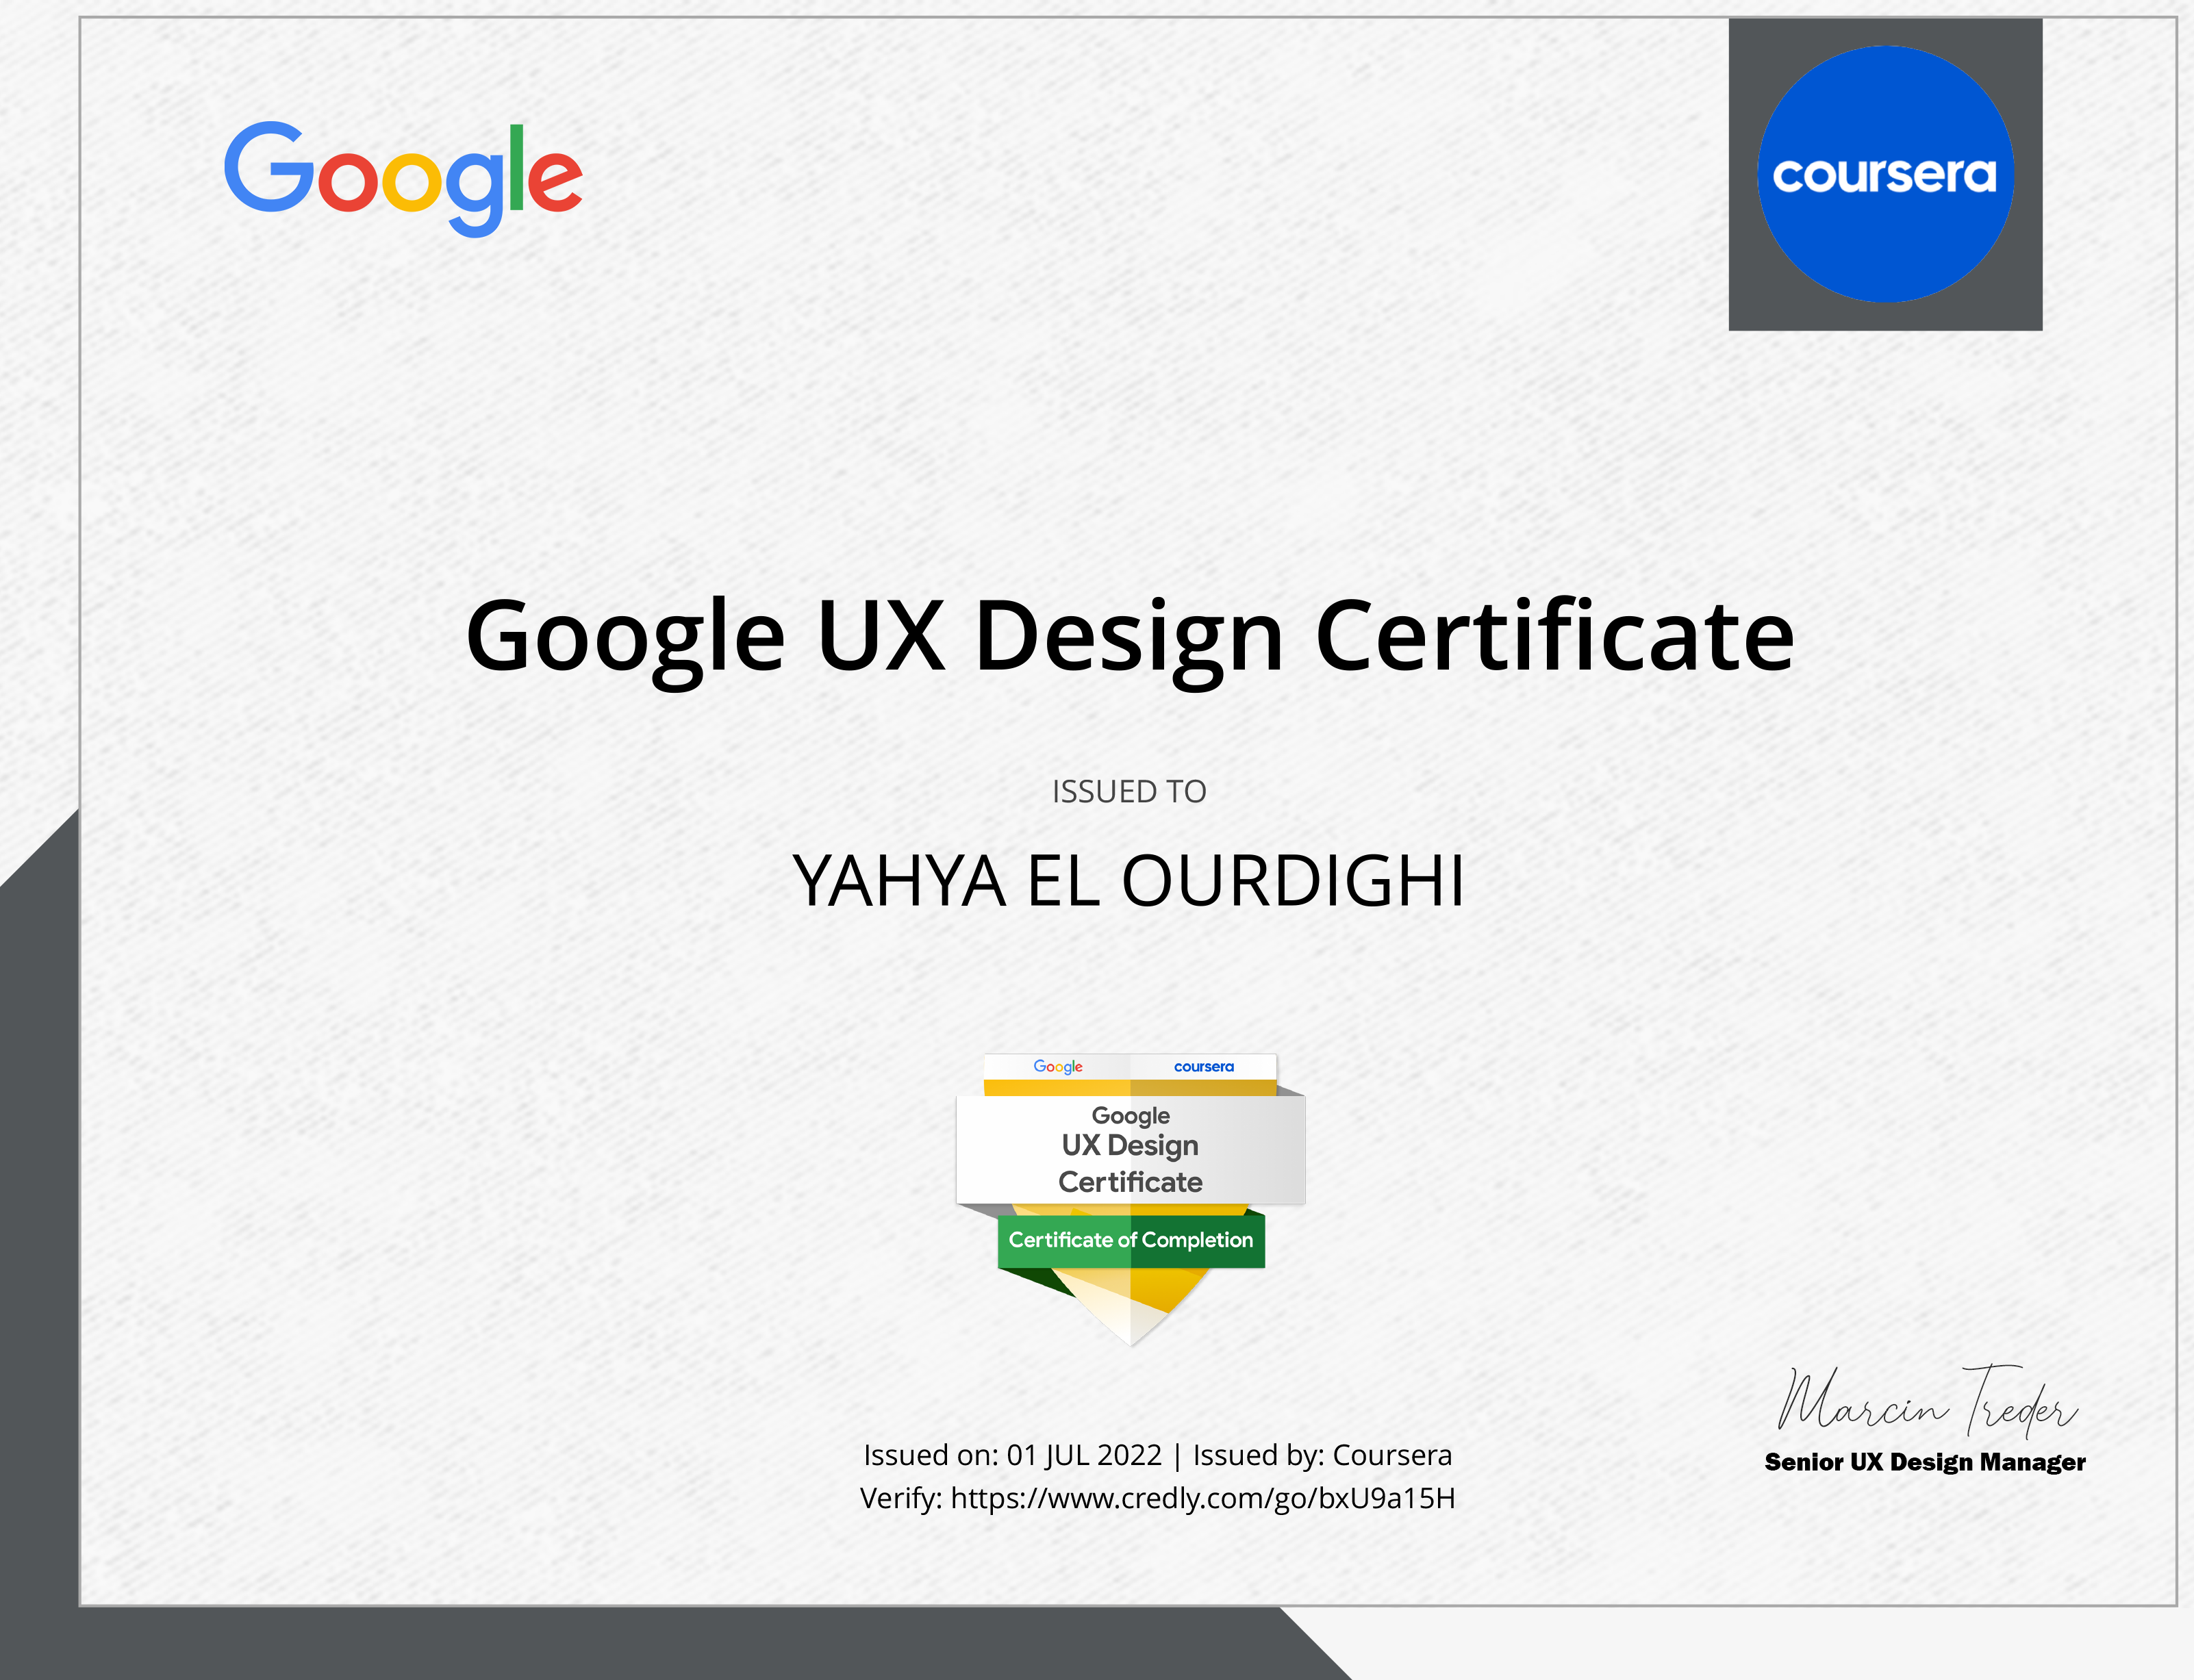 Google
coursera
Google UX Design Certificate
ISSUED TO
YAHYA EL OURDIGHI
Google coursera
Google
UX Design
Certificate
Certificate of Completion
Marcin Treder
Senior UX Design Manager
Issued on: 01 JUL 2022 | Issued by: Coursera
Verify: https://www.credly.com/go/bxU9a15H